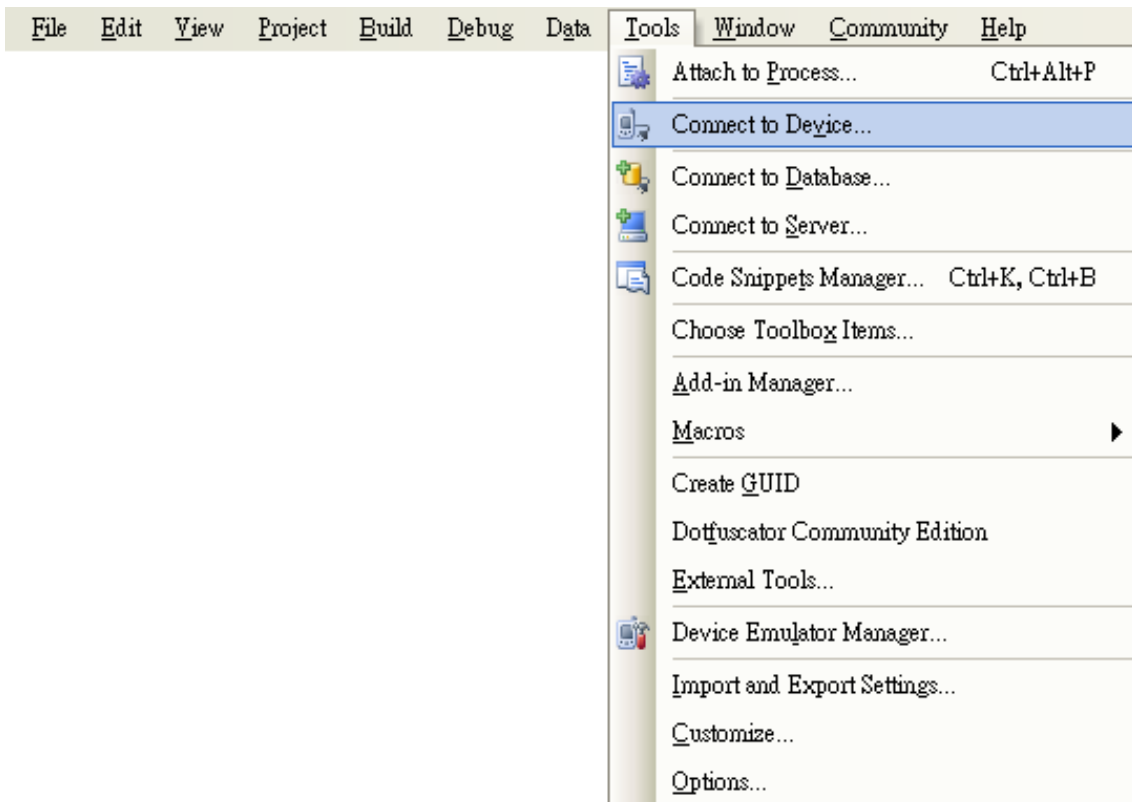 File Edit View Project Build Debug Data Tools Window Community Help
Attach to Process... Ctrl+Alt+P
Connect to Device...
Connect to Database...
Connect to Server...
Code Snippets Manager... Ctrl+K, Ctrl+B
Choose Toolbox Items...
Add-in Manager...
Macros
Create GUID
Dotfuscator Community Edition
External Tools...
Device Emulator Manager...
Import and Export Settings...
Customize...
Options...